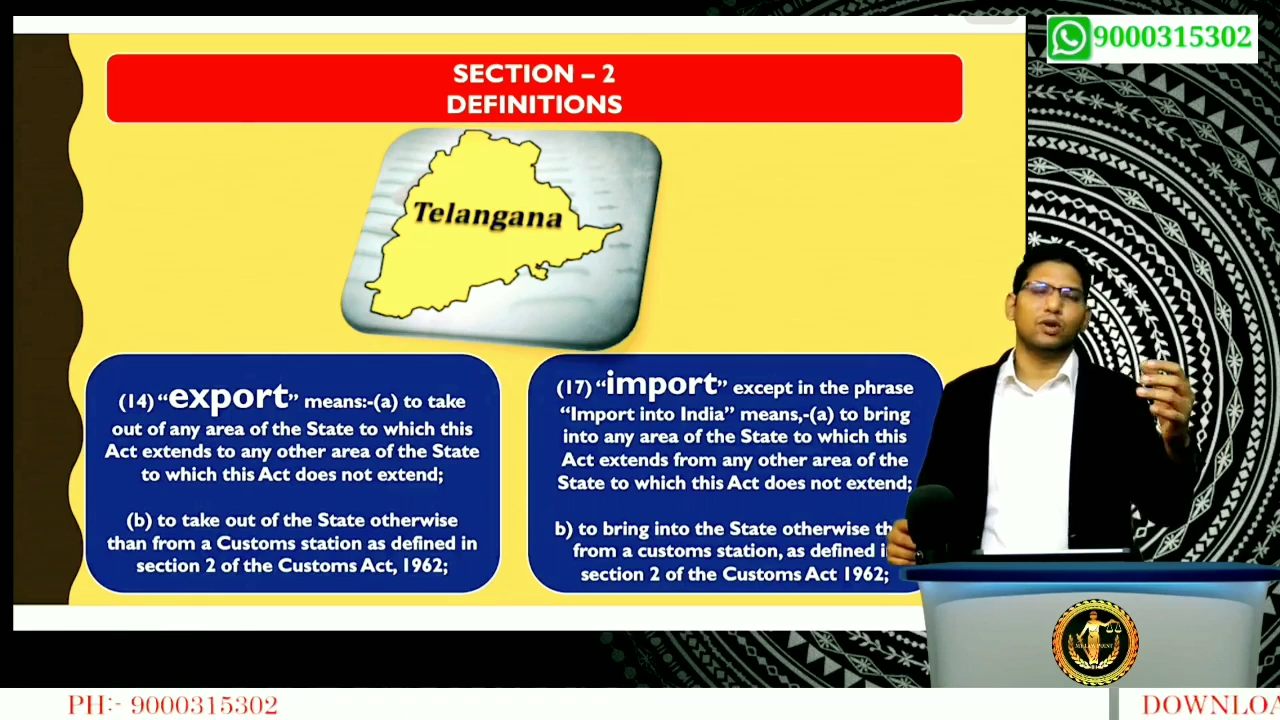 9000315302
SECTION – 2
DEFINITIONS
Telangana
(14) “export” means:-(a) to take
out of any area of the State to which this
Act extends to any other area of the State
to which this Act does not extend;
(b) to take out of the State otherwise
than from a Customs station as defined in
section 2 of the Customs Act, 1962;
(17) “import” except in the phrase
“Import into India” means,-(a) to bring
into any area of the State to which this
Act extends from any other area of the
State to which this Act does not extend;
b) to bring into the State otherwise th
from a customs station, as defined i
section 2 of the Customs Act 1962;
PH:- 9000315302
DOWNLOA